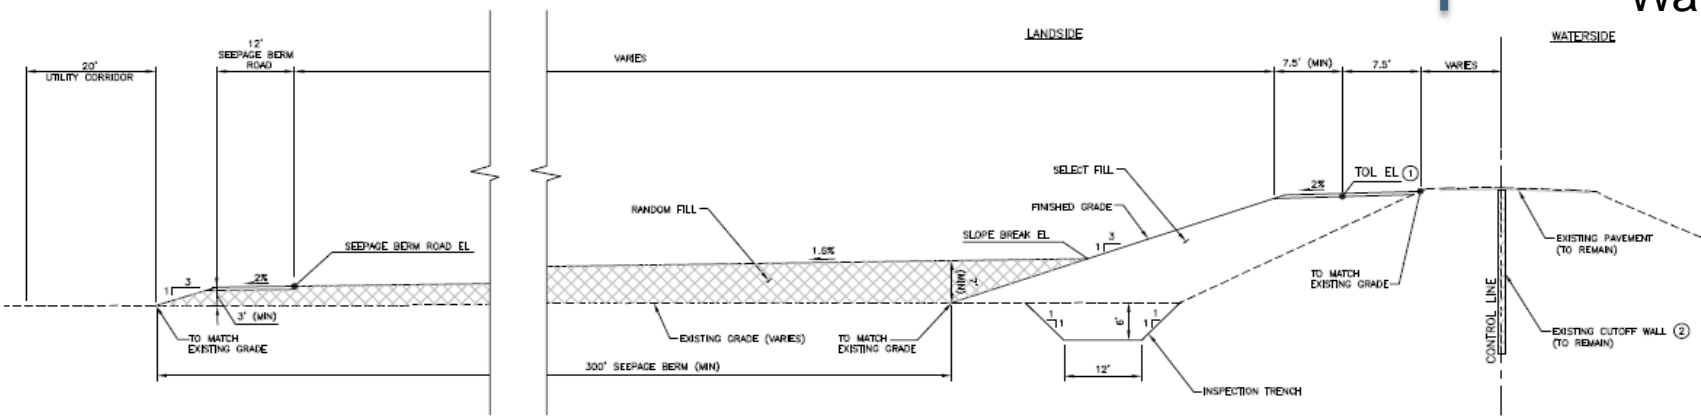 Wa
LANDSIDE
WATERSIDE
12'
SEEPAGE BERM
ROAD
20'
UTILITY CORRIDOR
VARIES
7.5' (MIN)
7.5'
VARIES
SELECT FILL
TOL EL 1
2%
RANDOM FILL
FINISHED GRADE
SLOPE BREAK EL
3
1
SEEPAGE BERM ROAD EL
1.6%
EXISTING PAVEMENT
(TO REMAIN)
2%
3
1
7'
(MIN)
TO MATCH
EXISTING GRADE
3' (MIN)
CONTROL LINE
TO MATCH
EXISTING GRADE
EXISTING GRADE (VARIES)
TO MATCH
EXISTING GRADE
1
1
6'
1
1
EXISTING CUTOFF WALL 2
(TO REMAIN)
300' SEEPAGE BERM (MIN)
12'
INSPECTION TRENCH